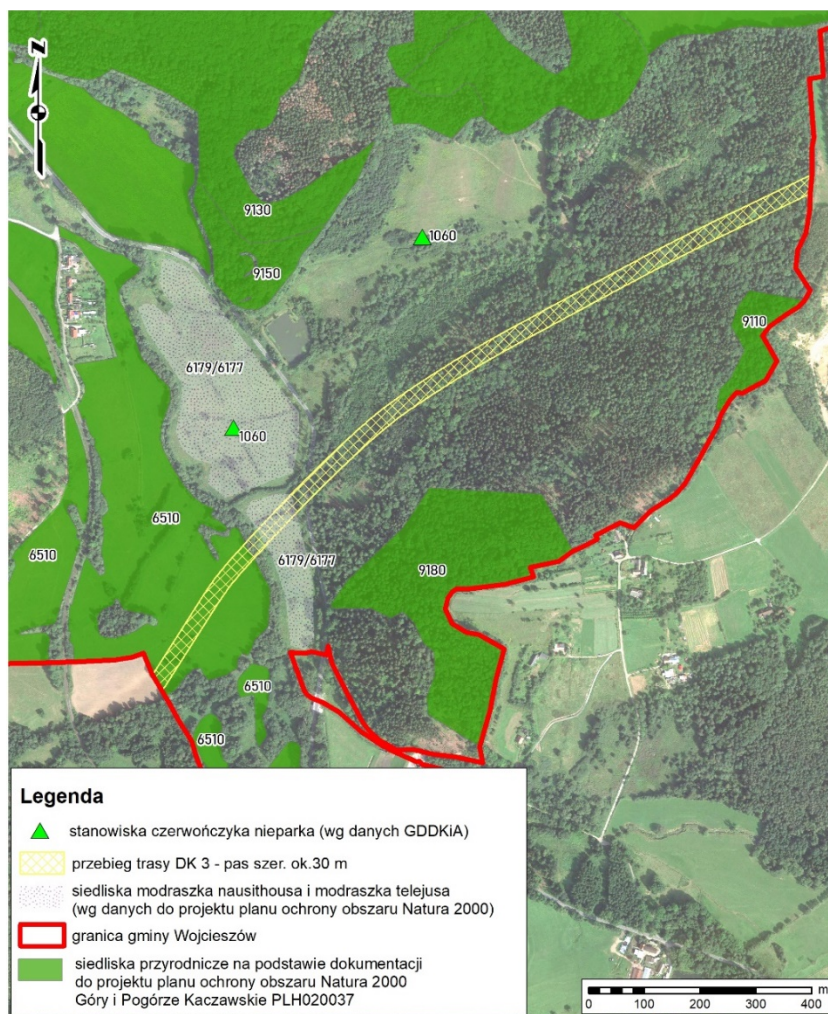 N
9130
9150
1060
9110
6179/6177
1060
6510
6510
6179/6177
9180
6510
6510
Legenda
stanowiska czerwończyka nieparka (wg danych GDDKiA)
przebieg trasy DK 3 - pas szer. ok.30 m
siedliska modraszka nausithousa i modraszka telejusa
(wg danych do projektu planu ochrony obszaru Natura 2000)
granica gminy Wojcieszów
siedliska przyrodnicze na podstawie dokumentacji
do projektu planu ochrony obszaru Natura 2000
Góry i Pogórze Kaczawskie PLH020037
m
0 100 200 300 400